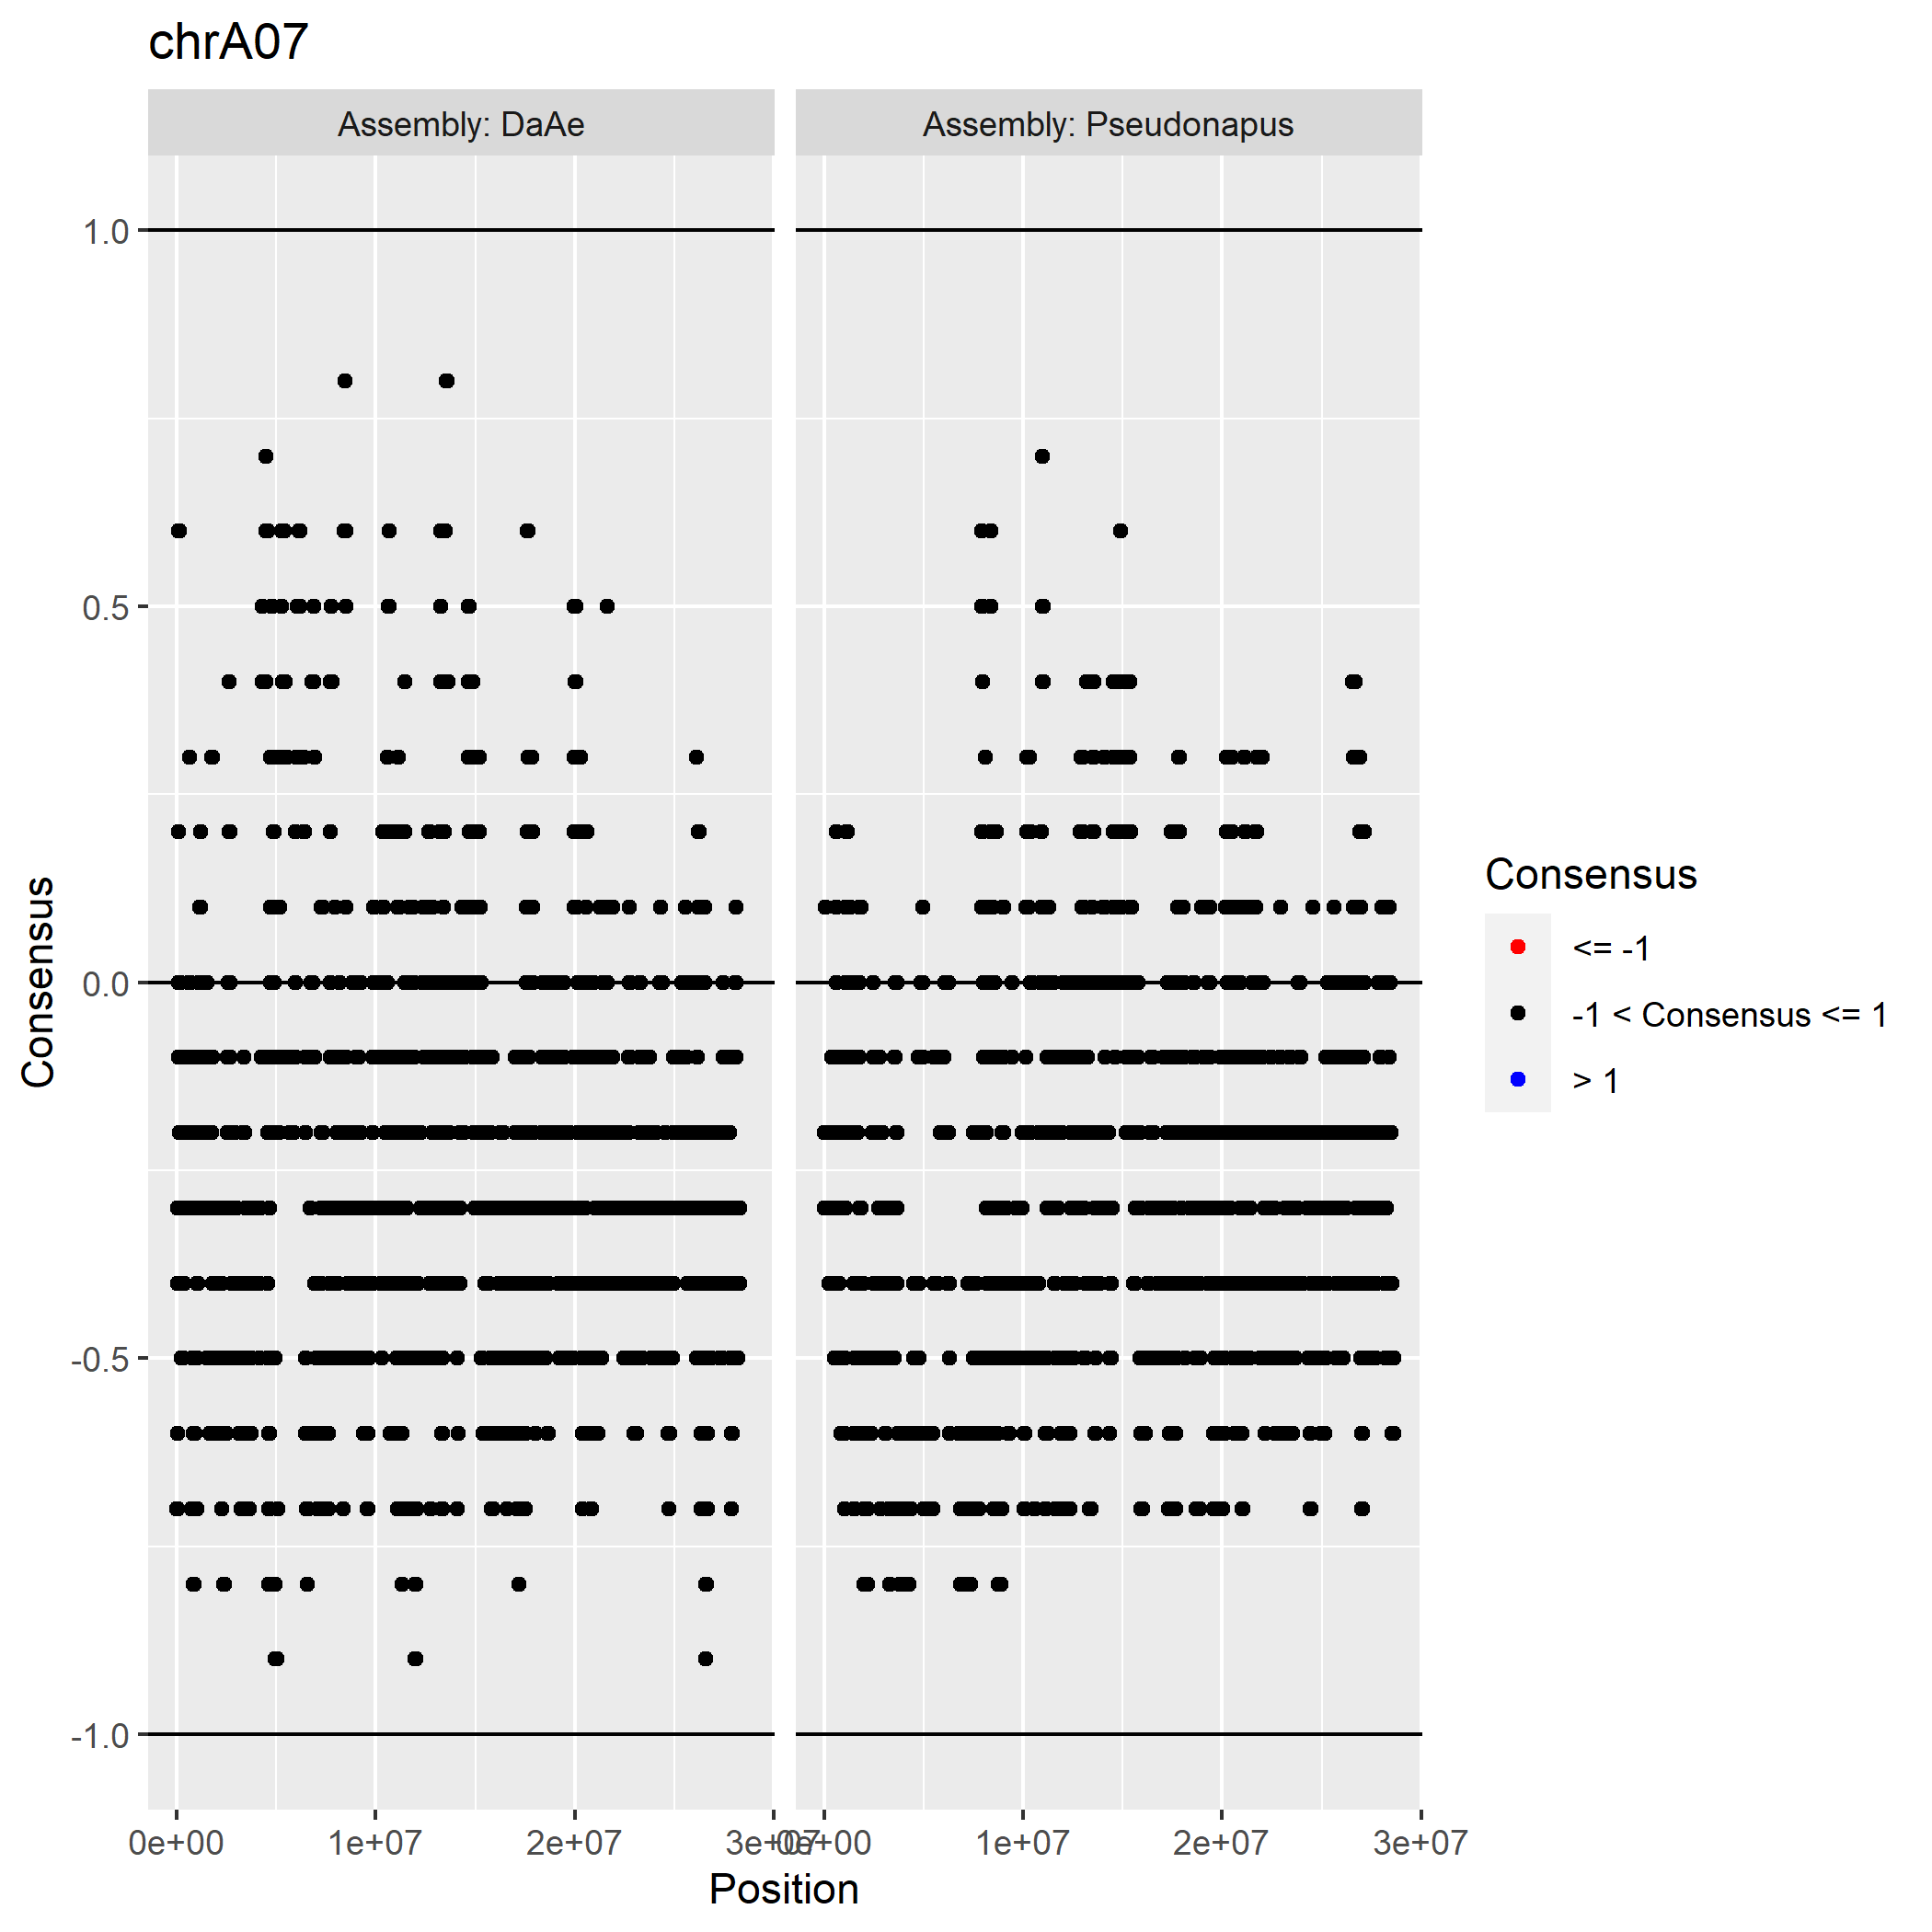 chrA07
Assembly: DaAe
Assembly: Pseudonapus
1.0
0.5
0.0
-0.5
-1.0
Consensus
0e+00 1e+07 2e+07 3e+07
0e+00 1e+07 2e+07 3e+07
Position
Consensus
<= -1
-1 < Consensus <= 1
> 1